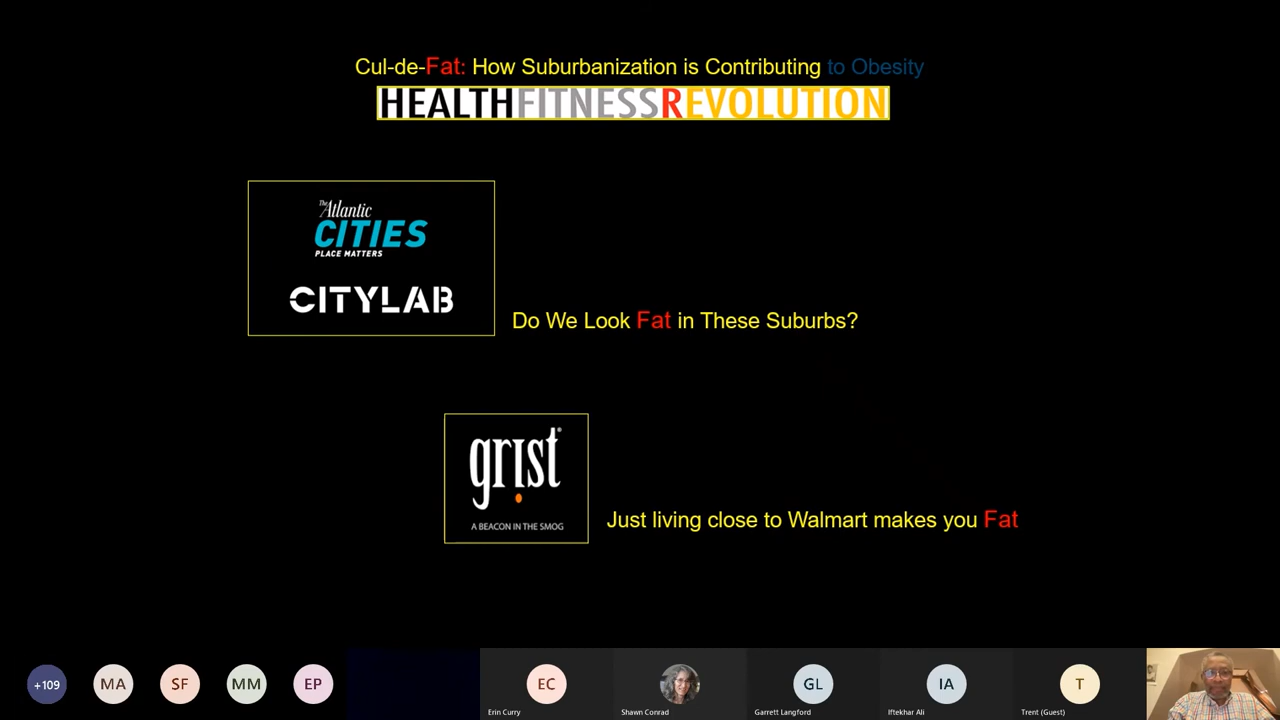 Cul-de-Fat: How Suburbanization is Contributing to Obesity
HEALTHFITNESSREVOLUTION
The Atlantic
CITIES
PLACE MATTERS
CITYLAB
Do We Look Fat in These Suburbs?
grist®
A BEACON IN THE SMOG
Just living close to Walmart makes you Fat
+109
MA
SF
MM
EP
EC
GL
IA
T
Erin Curry
Shawn Conrad
Garrett Langford
Iftekhar Ali
Trent (Guest)